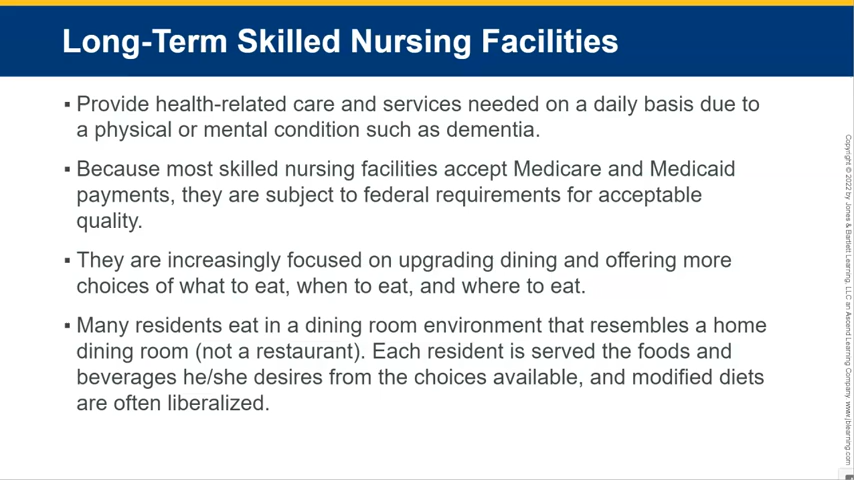 Long-Term Skilled Nursing Facilities
▪ Provide health-related care and services needed on a daily basis due to
a physical or mental condition such as dementia.
▪ Because most skilled nursing facilities accept Medicare and Medicaid
payments, they are subject to federal requirements for acceptable
quality.
▪ They are increasingly focused on upgrading dining and offering more
choices of what to eat, when to eat, and where to eat.
▪ Many residents eat in a dining room environment that resembles a home
dining room (not a restaurant). Each resident is served the foods and
beverages he/she desires from the choices available, and modified diets
are often liberalized.
Copyright © 2022 by Jones & Bartlett Learning, LLC an Ascend Learning Company. www.jblearning.com